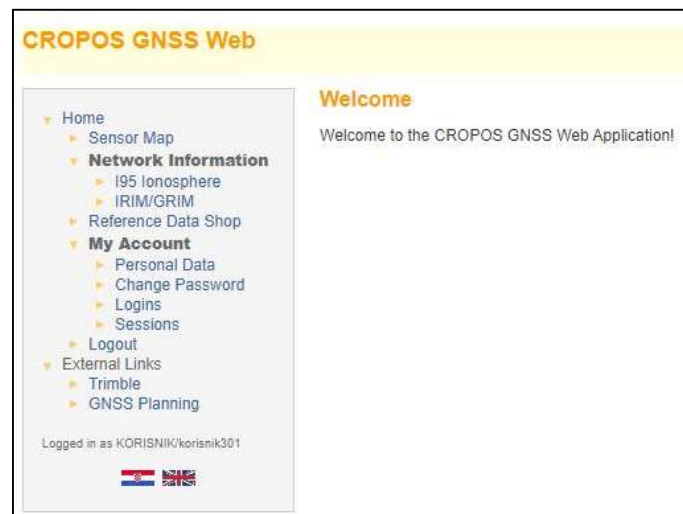 CROPOS GNSS Web
Home
Sensor Map
Network Information
I95 Ionosphere
IRIM/GRIM
Reference Data Shop
My Account
Personal Data
Change Password
Logins
Sessions
Logout
External Links
Trimble
GNSS Planning
Logged in as KORISNIK/korisnik301
Welcome
Welcome to the CROPOS GNSS Web Application!